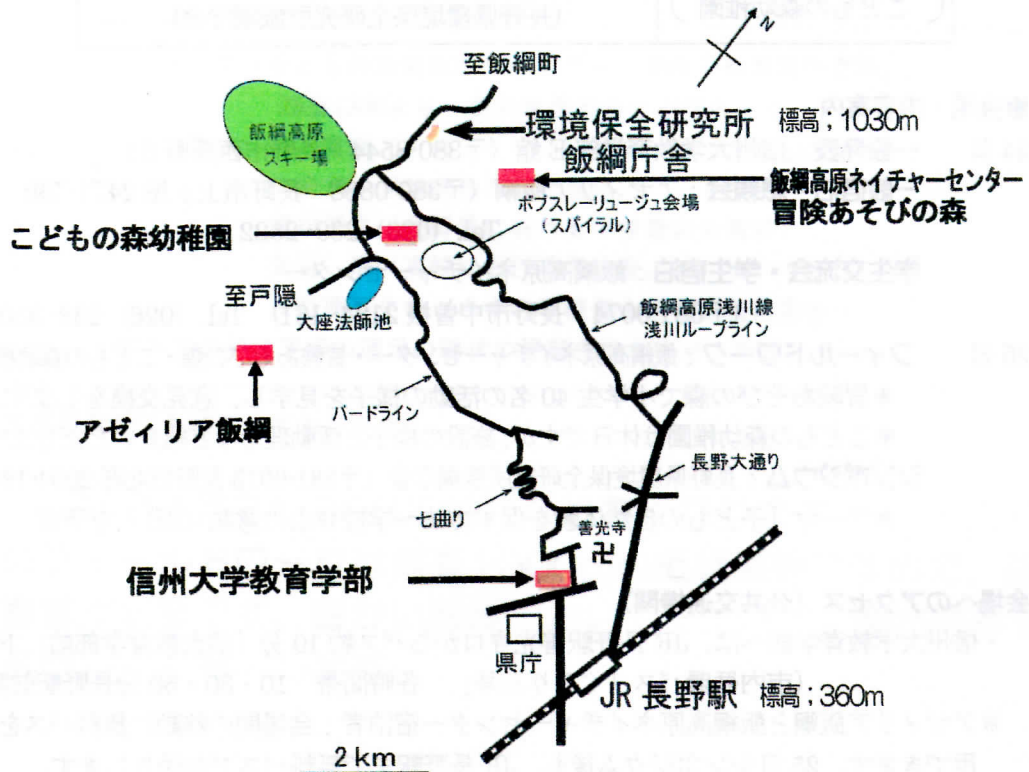 N
至飯綱町
飯綱高原
スキー場
環境保全研究所 標高：1030m
飯綱庁舎
飯綱高原ネイチャーセンター
冒険あそびの森
ボブスレーリュージュ会場
（スパイラル）
こどもの森幼稚園
至戸隠
大座法師池
飯綱高原浅川線
浅川ループライン
バードライン
アゼィリア飯綱
長野大通り
七曲り
善光寺
卍
信州大学教育学部
県庁
JR 長野駅 標高：360m
2 km